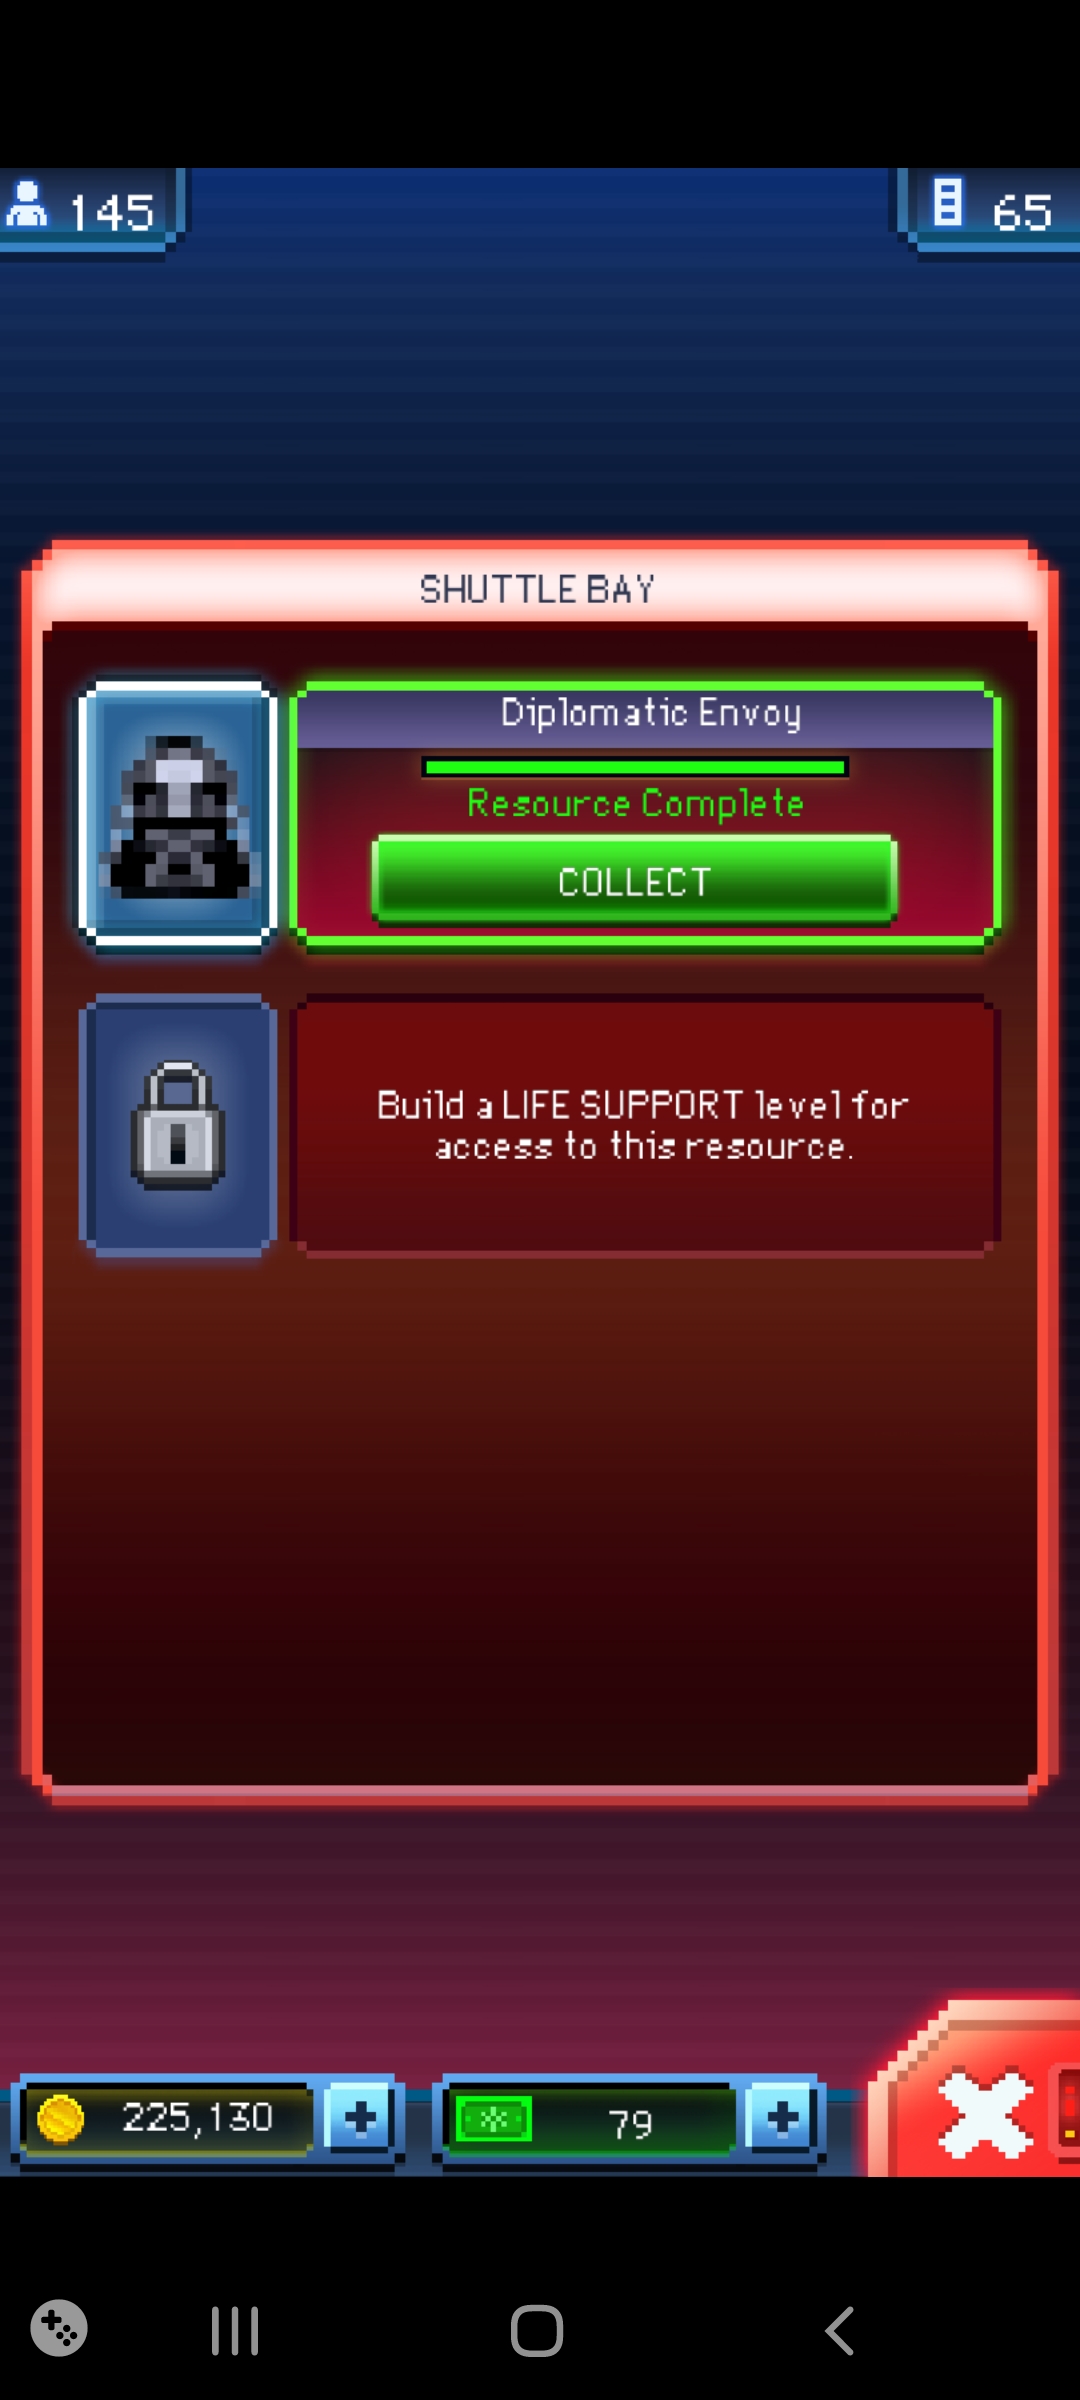 145
65
SHUTTLE BAY
Diplomatic Envoy
Resource Complete
COLLECT
Build a LIFE SUPPORT level for
access to this resource.
225,130
79